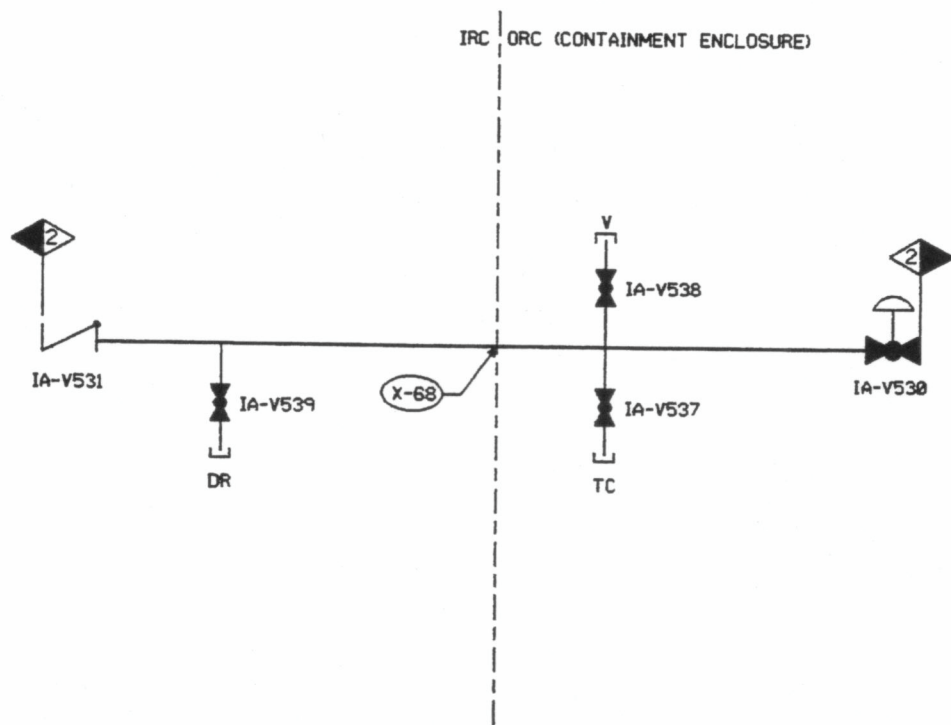 IRC ORC (CONTAINMENT ENCLOSURE)
2
V
2
IA-V538
IA-V531
IA-V539
X-68
IA-V537
IA-V530
DR
TC